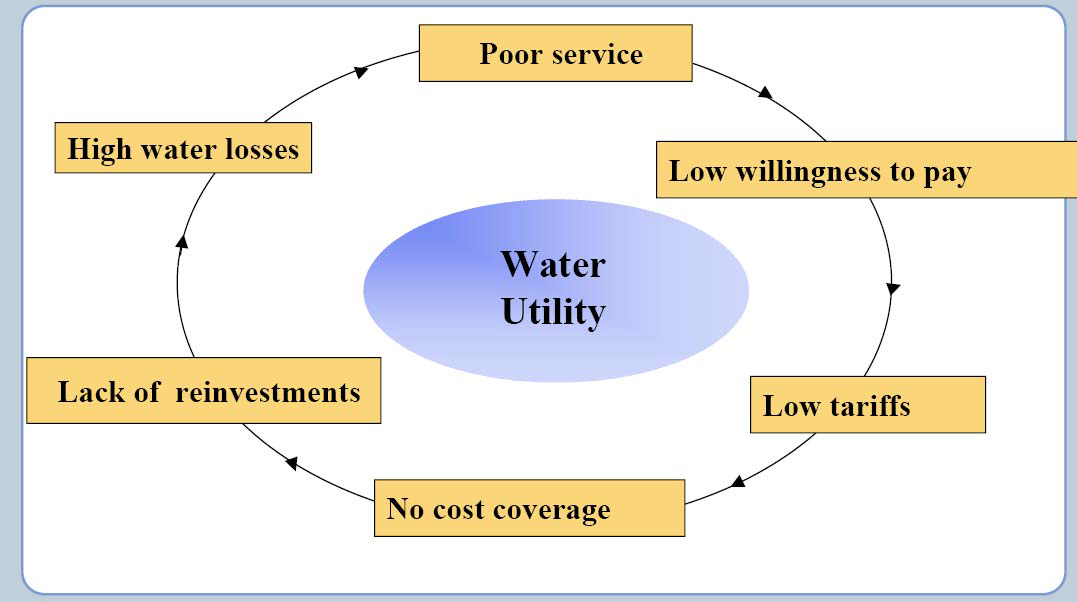 Poor service
Low willingness to pay
Low tariffs
No cost coverage
Lack of reinvestments
High water losses
Water
Utility